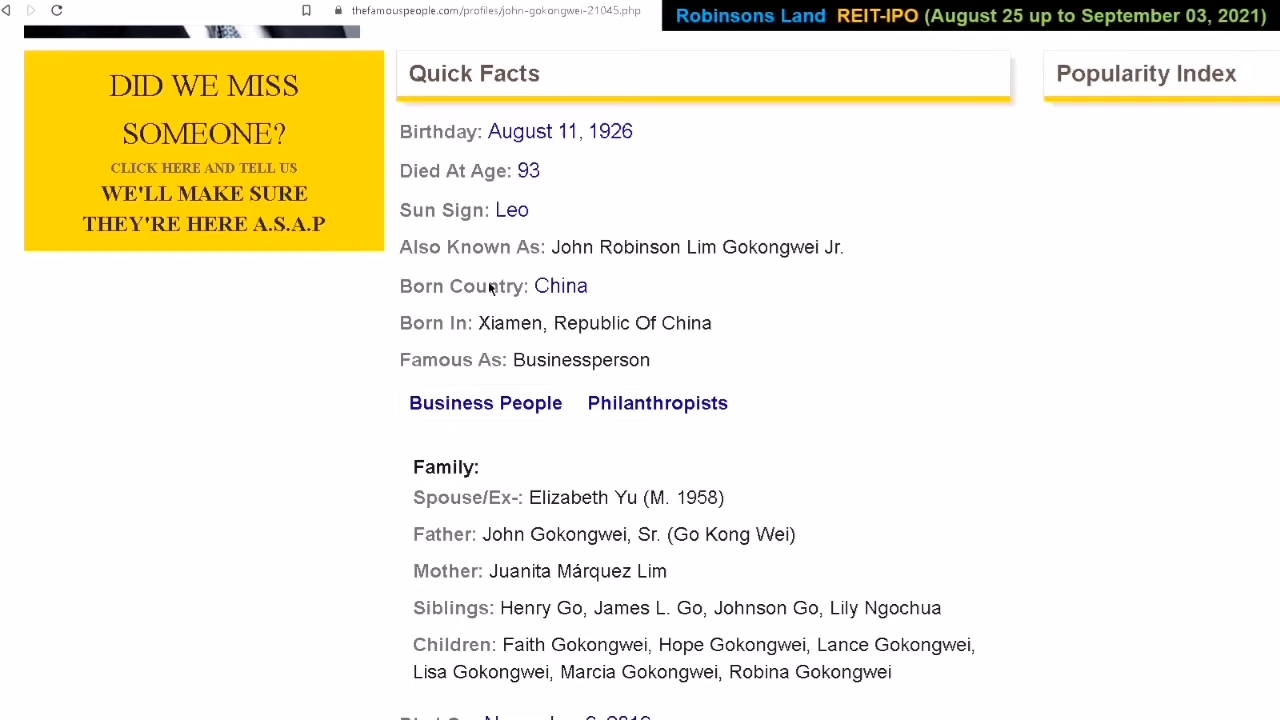 thefamouspeople.com/profiles/john-gokongwei-21045.php
Robinsons Land REIT-IPO (August 25 up to September 03, 2021)
DID WE MISS
SOMEONE?
CLICK HERE AND TELL US
WE'LL MAKE SURE
THEY'RE HERE A.S.A.P
Quick Facts
Birthday: August 11, 1926
Died At Age: 93
Sun Sign: Leo
Also Known As: John Robinson Lim Gokongwei Jr.
Born Country: China
Born In: Xiamen, Republic Of China
Famous As: Businessperson
Business People Philanthropists
Family:
Spouse/Ex-: Elizabeth Yu (M. 1958)
Father: John Gokongwei, Sr. (Go Kong Wei)
Mother: Juanita Márquez Lim
Siblings: Henry Go, James L. Go, Johnson Go, Lily Ngochua
Children: Faith Gokongwei, Hope Gokongwei, Lance Gokongwei,
Lisa Gokongwei, Marcia Gokongwei, Robina Gokongwei
Popularity Index